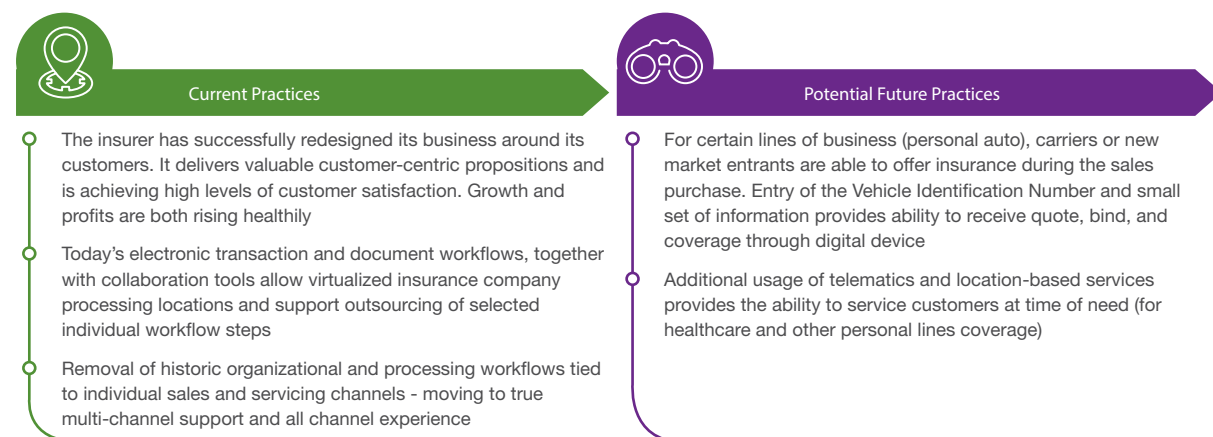 Current Practices
The insurer has successfully redesigned its business around its
customers. It delivers valuable customer-centric propositions and
is achieving high levels of customer satisfaction. Growth and
profits are both rising healthily
Today's electronic transaction and document workflows, together
with collaboration tools allow virtualized insurance company
processing locations and support outsourcing of selected
individual workflow steps
Removal of historic organizational and processing workflows tied
to individual sales and servicing channels - moving to true
multi-channel support and all channel experience
Potential Future Practices
For certain lines of business (personal auto), carriers or new
market entrants are able to offer insurance during the sales
purchase. Entry of the Vehicle Identification Number and small
set of information provides ability to receive quote, bind, and
coverage through digital device
Additional usage of telematics and location-based services
provides the ability to service customers at time of need (for
healthcare and other personal lines coverage)